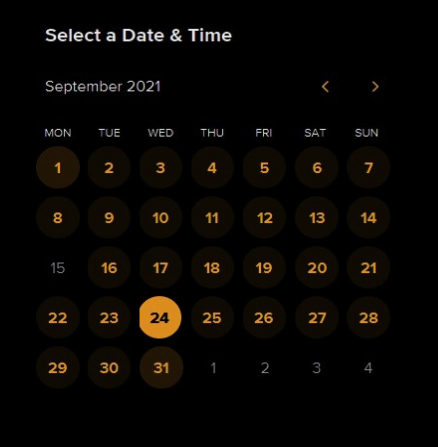 Select a Date & Time
September 2021
MON TUE WED THU FRI SAT SUN
1 2 3 4 5 6 7
8 9 10 11 12 13 14
15 16 17 18 19 20 21
22 23 24 25 26 27 28
29 30 31 1 2 3 4